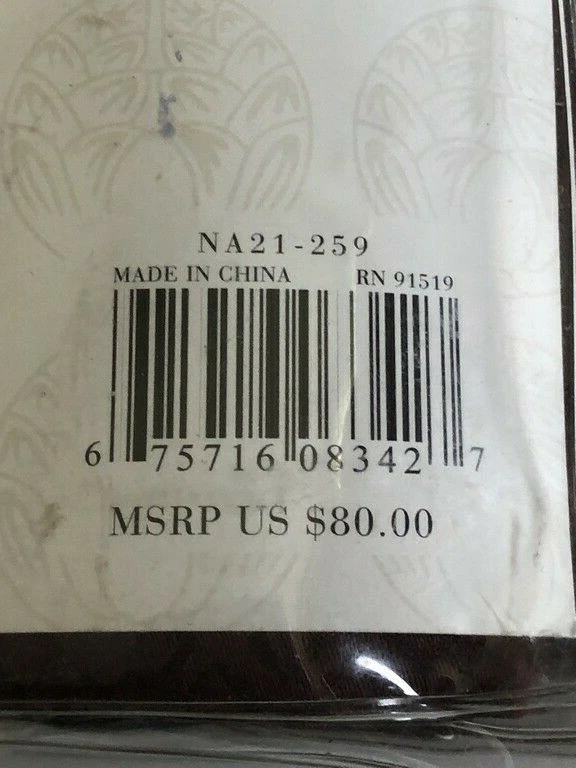 NA21-259
MADE IN CHINA RN 91519
6 75716 08342 7
MSRP US $80.00